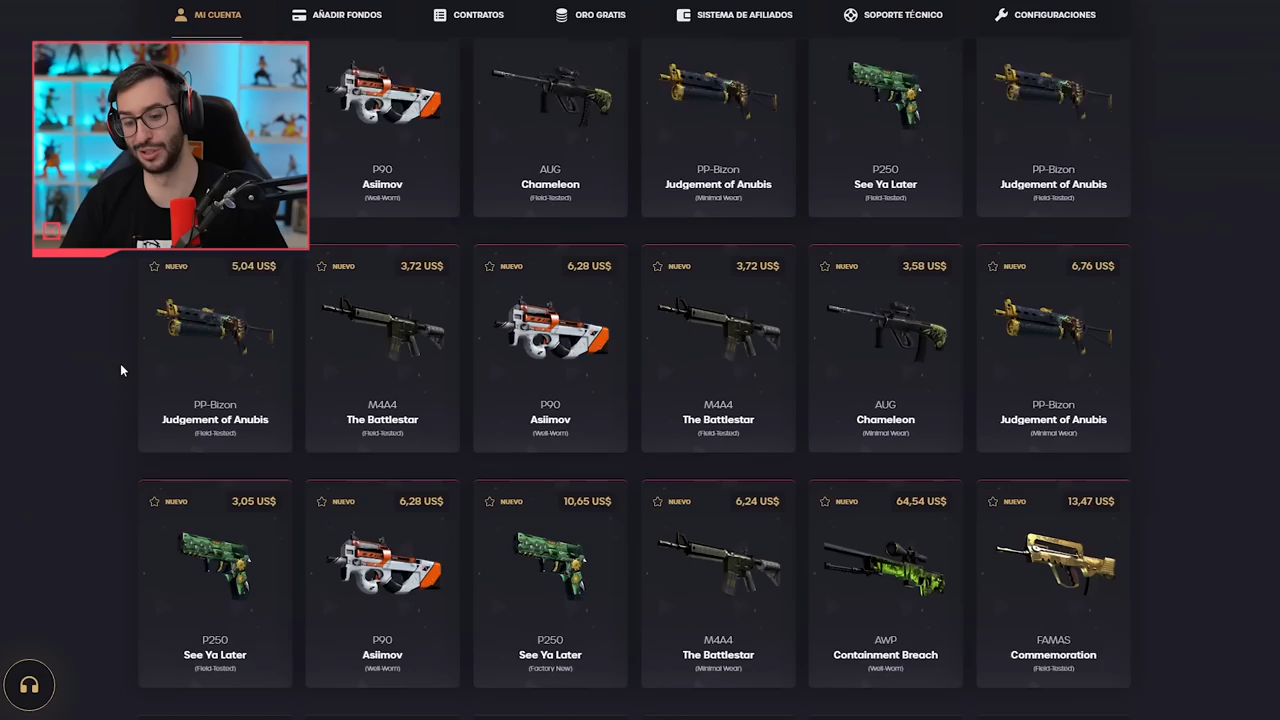 MI CUENTA
AÑADIR FONDOS
CONTRATOS
ORO GRATIS
SISTEMA DE AFILIADOS
SOPORTE TÉCNICO
CONFIGURACIONES
P90
Asiimov
(Well-Worn)
AUG
Chameleon
(Field-Tested)
PP-Bizon
Judgement of Anubis
(Minimal Wear)
P250
See Ya Later
(Field-Tested)
PP-Bizon
Judgement of Anubis
(Minimal Wear)
NUEVO 5,04 US$
PP-Bizon
Judgement of Anubis
(Field-Tested)
NUEVO 3,72 US$
M4A4
The Battlestar
(Field-Tested)
NUEVO 6,28 US$
P90
Asiimov
(Well-Worn)
NUEVO 3,72 US$
M4A4
The Battlestar
(Field-Tested)
NUEVO 3,58 US$
AUG
Chameleon
(Minimal Wear)
NUEVO 6,76 US$
PP-Bizon
Judgement of Anubis
(Minimal Wear)
NUEVO 3,05 US$
P250
See Ya Later
(Field-Tested)
NUEVO 6,28 US$
P90
Asiimov
(Well-Worn)
NUEVO 10,65 US$
P250
See Ya Later
(Factory New)
NUEVO 6,24 US$
M4A4
The Battlestar
(Minimal Wear)
NUEVO 64,54 US$
AWP
Containment Breach
(Well-Worn)
NUEVO 13,47 US$
FAMAS
Commemoration
(Field-Tested)